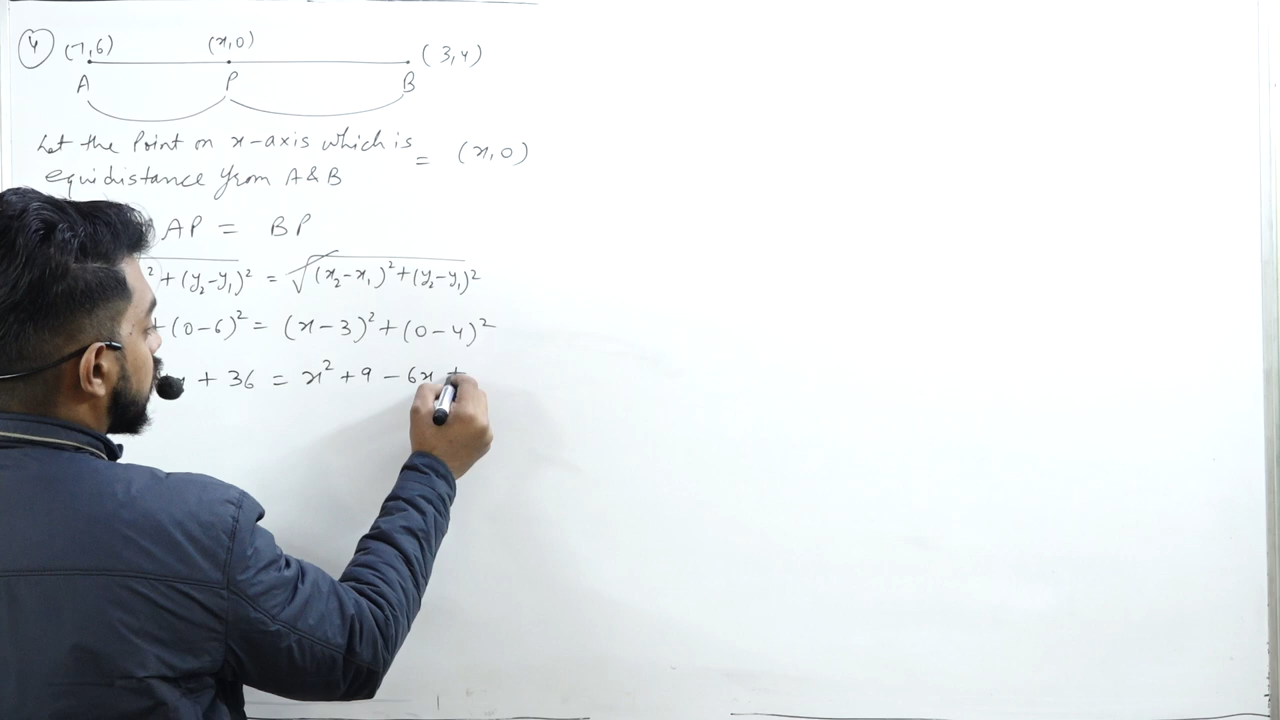 4 (7,6) (x,0) (3,4)
A P B
Let the Point on x-axis which is = (x,0)
equidistance from A & B
AP = BP
² + (y₂-y₁)² = √(x₂-x₁)² + (y₂-y₁)²
+ (0-6)² = (x-3)² + (0-4)²
+ 36 = x² + 9 - 6x +